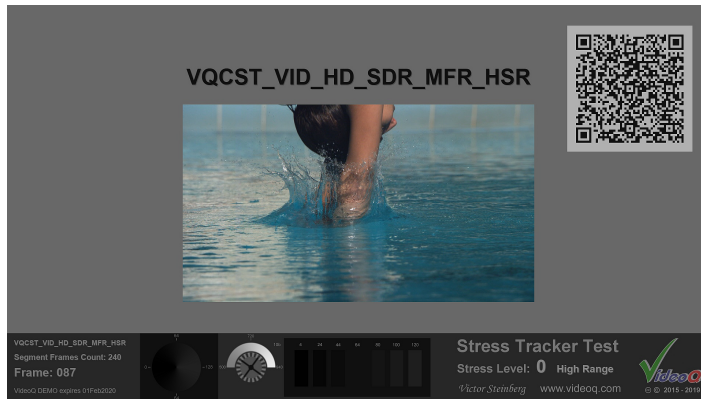 VQCST_VID_HD_SDR_MFR_HSR
VQCST_VID_HD_SDR_MFR_HSR
Segment Frames Count: 240
Frame: 087
VideoQ DEMO expires 01Feb2020
Stress Tracker Test
Stress Level: 0 High Range
Victor Steinberg www.videoq.com
VideoQ
© 2015 - 2019